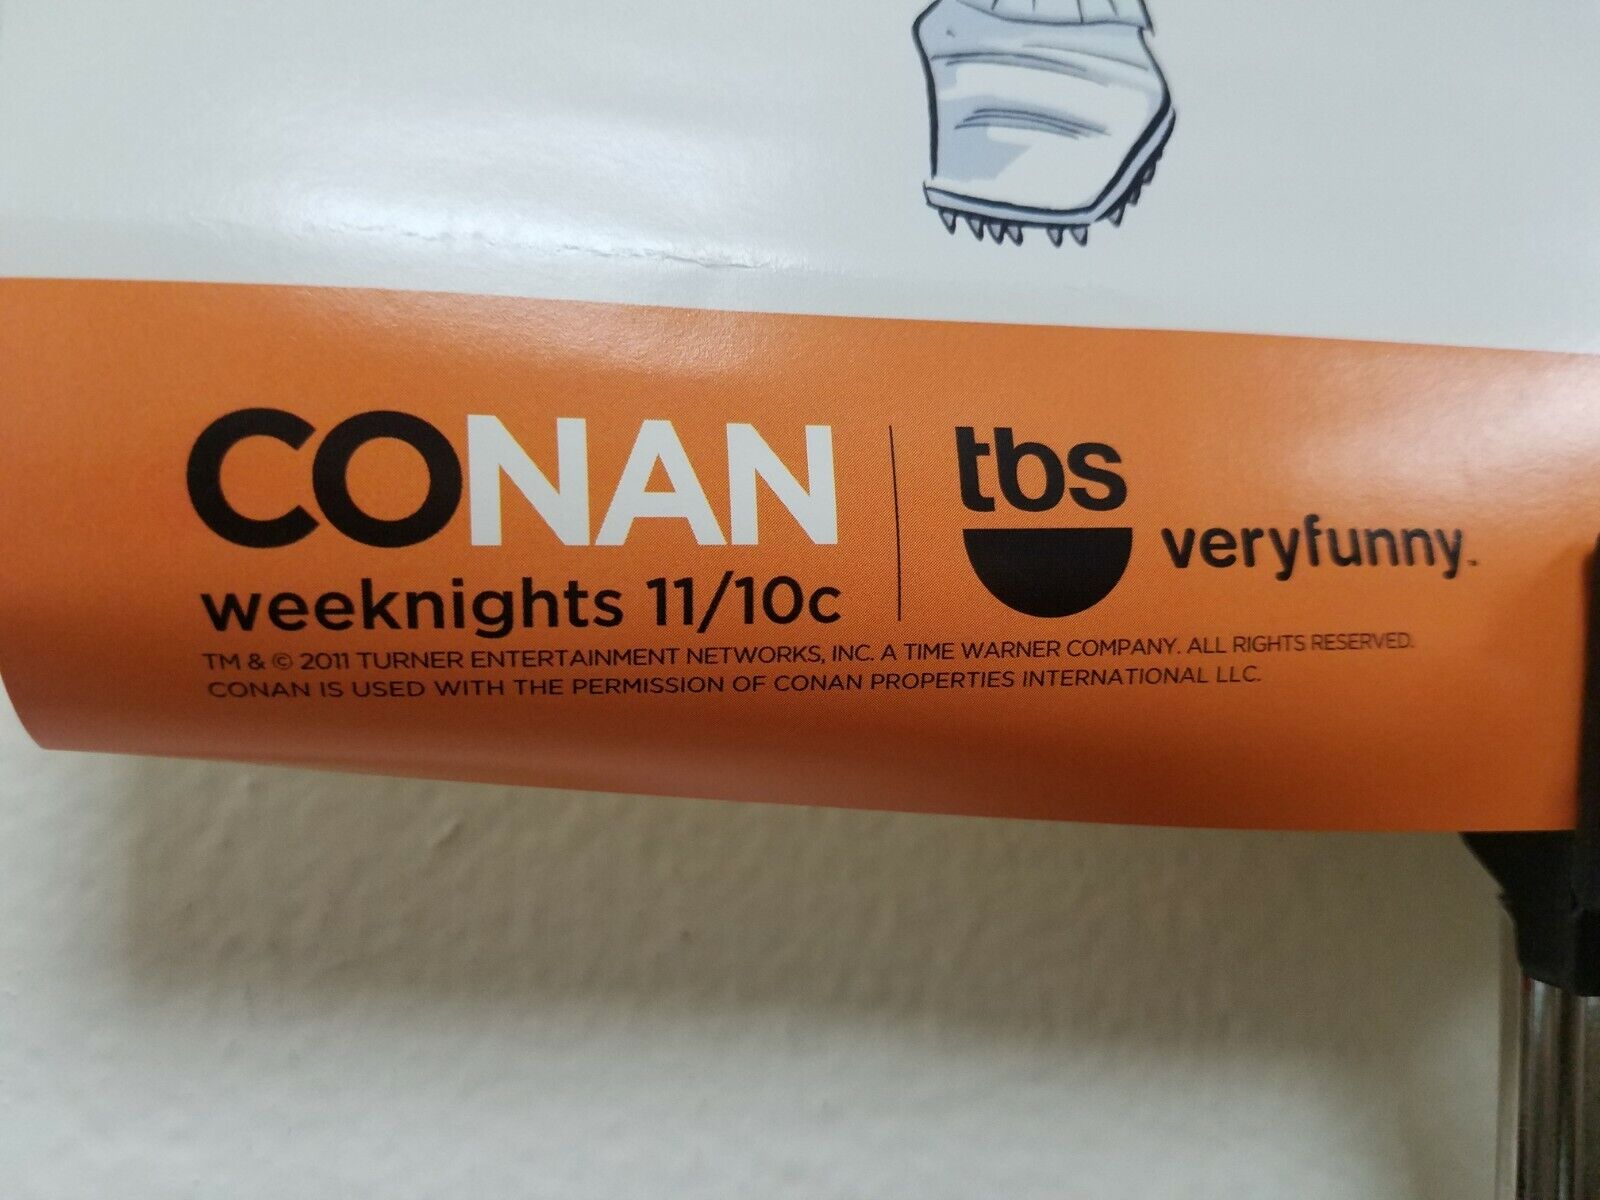 CONAN
weeknights 11/10c
tbs
veryfunny™
TM & © 2011 TURNER ENTERTAINMENT NETWORKS, INC. A TIME WARNER COMPANY. ALL RIGHTS RESERVED.
CONAN IS USED WITH THE PERMISSION OF CONAN PROPERTIES INTERNATIONAL LLC.